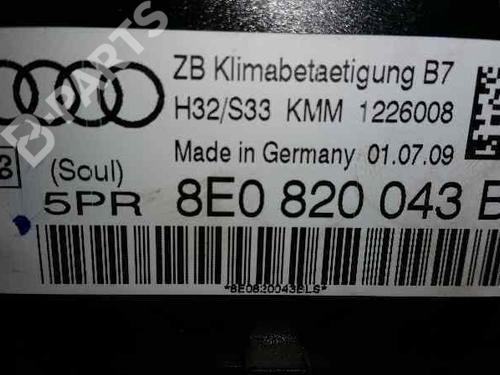 ZB Klimabetaetigung B7
H32/S33 KMM 1226008
Made in Germany 01.07.09
(Soul)
5PR 8E0 820 043 B
*8E0820043BLS*
B-PARTS